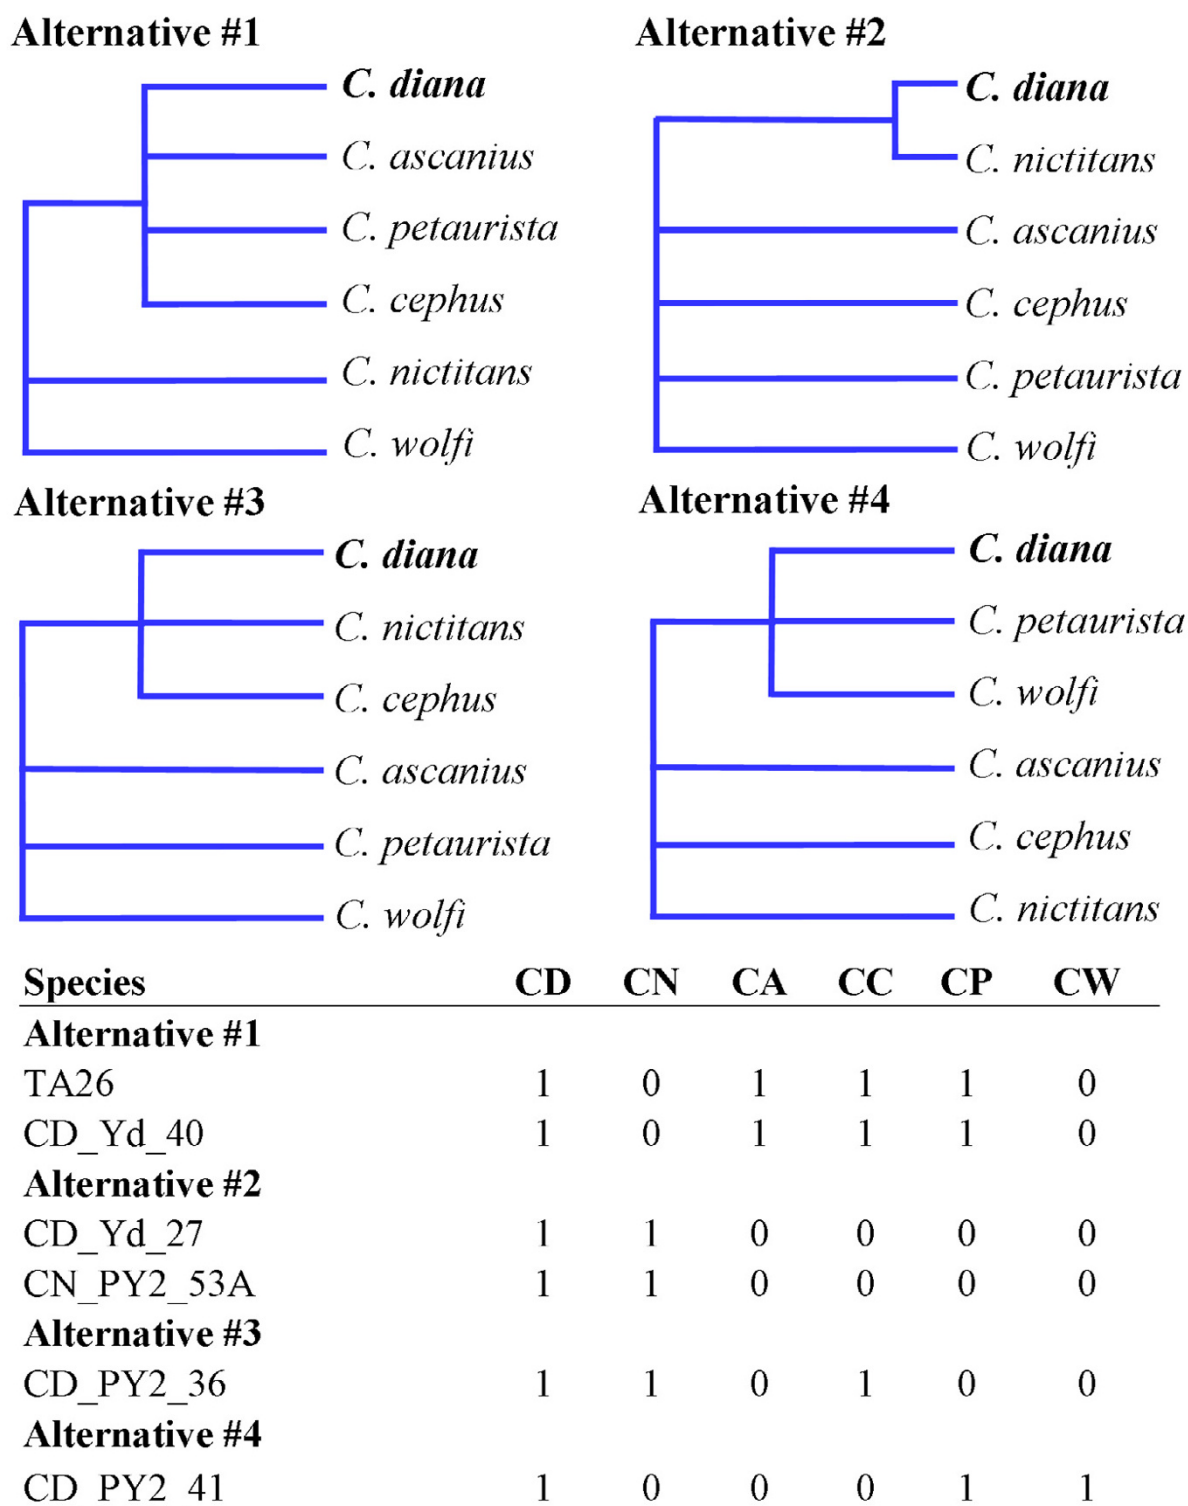 Alternative #1
C. diana
C. ascanius
C. petaurista
C. cephus
C. nictitans
C. wolfi
Alternative #2
C. diana
C. nictitans
C. ascanius
C. cephus
C. petaurista
C. wolfi
Alternative #3
C. diana
C. nictitans
C. cephus
C. ascanius
C. petaurista
C. wolfi
Alternative #4
C. diana
C. petaurista
C. wolfi
C. ascanius
C. cephus
C. nictitans
Species CD CN CA CC CP CW
Alternative #1
TA26 1 0 1 1 1 0
CD_Yd_40 1 0 1 1 1 0
Alternative #2
CD_Yd_27 1 1 0 0 0 0
CN_PY2_53A 1 1 0 0 0 0
Alternative #3
CD_PY2_36 1 1 0 1 0 0
Alternative #4
CD_PY2_41 1 0 0 0 1 1